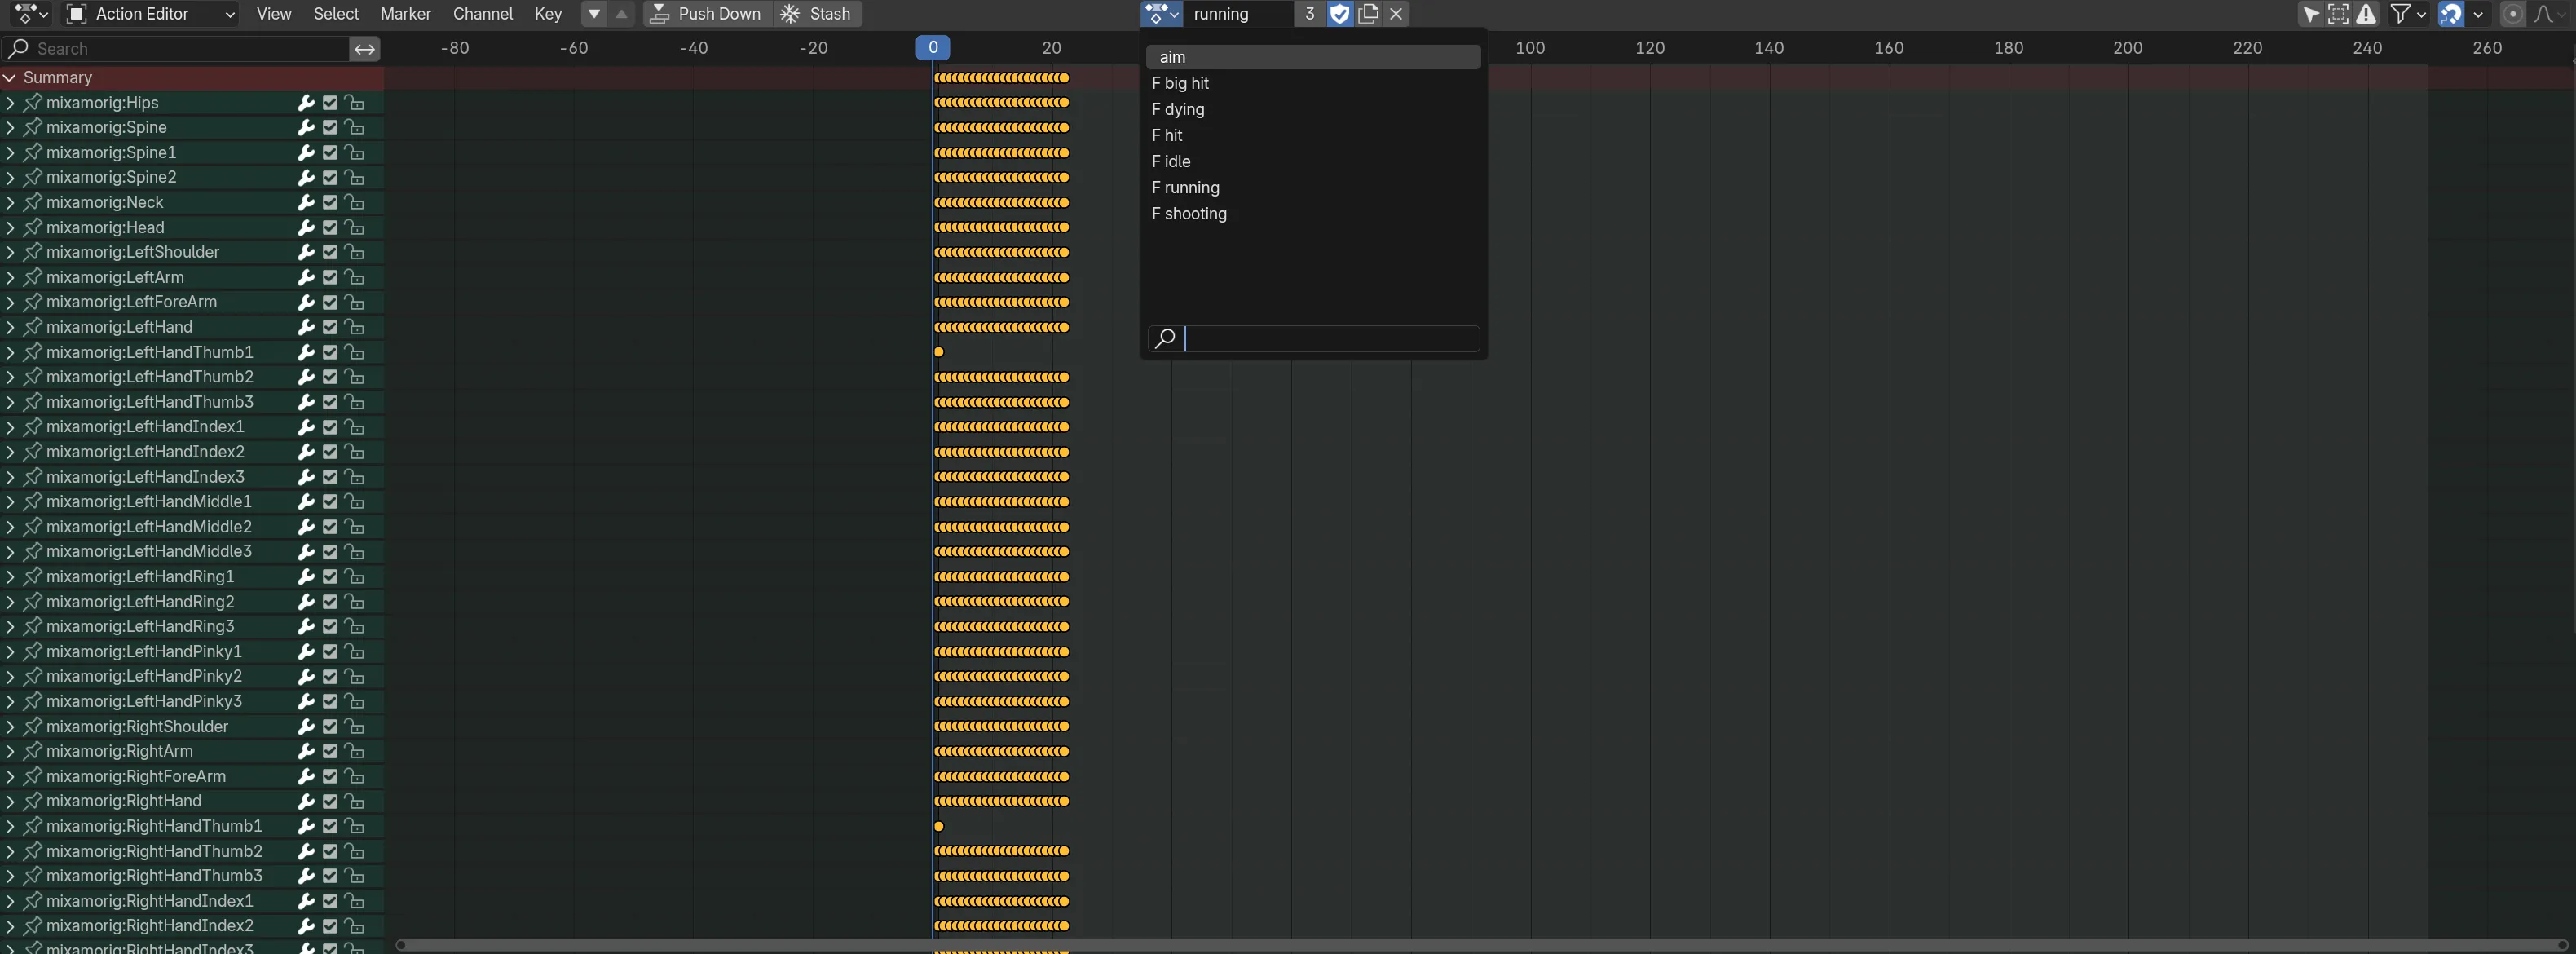 Action Editor View Select Marker Channel Key Push Down Stash running 3
Search -80 -60 -40 -20 0 20 100 120 140 160 180 200 220 240 260
aim
F big hit
F dying
F hit
F idle
F running
F shooting
Summary
mixamorig:Hips
mixamorig:Spine
mixamorig:Spine1
mixamorig:Spine2
mixamorig:Neck
mixamorig:Head
mixamorig:LeftShoulder
mixamorig:LeftArm
mixamorig:LeftForeArm
mixamorig:LeftHand
mixamorig:LeftHandThumb1
mixamorig:LeftHandThumb2
mixamorig:LeftHandThumb3
mixamorig:LeftHandIndex1
mixamorig:LeftHandIndex2
mixamorig:LeftHandIndex3
mixamorig:LeftHandMiddle1
mixamorig:LeftHandMiddle2
mixamorig:LeftHandMiddle3
mixamorig:LeftHandRing1
mixamorig:LeftHandRing2
mixamorig:LeftHandRing3
mixamorig:LeftHandPinky1
mixamorig:LeftHandPinky2
mixamorig:LeftHandPinky3
mixamorig:RightShoulder
mixamorig:RightArm
mixamorig:RightForeArm
mixamorig:RightHand
mixamorig:RightHandThumb1
mixamorig:RightHandThumb2
mixamorig:RightHandThumb3
mixamorig:RightHandIndex1
mixamorig:RightHandIndex2
mixamorig:RightHandIndex3